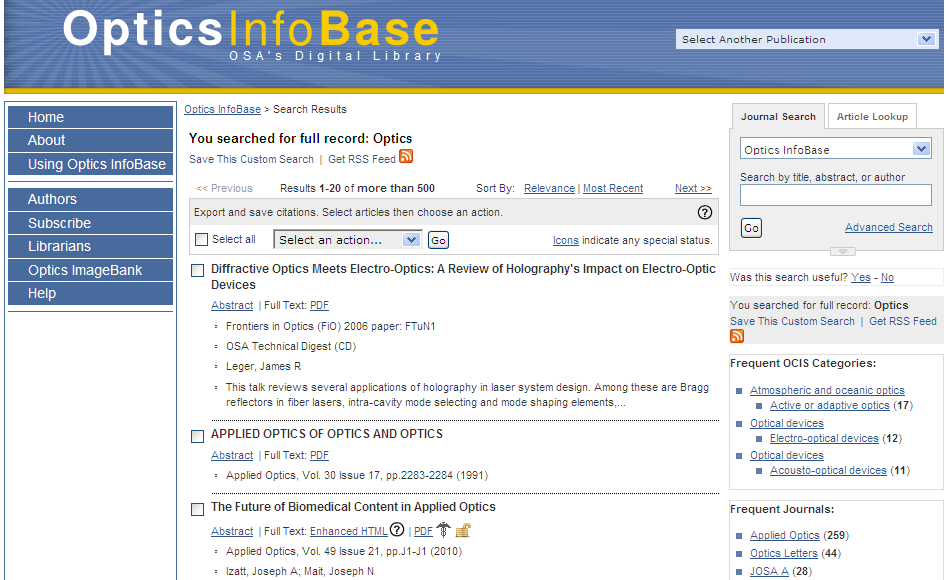 OpticsInfoBase
OSA's Digital Library
Select Another Publication
Home
About
Using Optics InfoBase
Authors
Subscribe
Librarians
Optics ImageBank
Help
Optics InfoBase > Search Results
You searched for full record: Optics
Save This Custom Search | Get RSS Feed
<< Previous Results 1-20 of more than 500 Sort By: Relevance | Most Recent Next >>
Export and save citations. Select articles then choose an action. ?
Select all Select an action... Go Icons indicate any special status.
Diffractive Optics Meets Electro-Optics: A Review of Holography's Impact on Electro-Optic
Devices
Abstract | Full Text: PDF
Frontiers in Optics (FiO) 2006 paper: FTuN1
OSA Technical Digest (CD)
Leger, James R
This talk reviews several applications of holography in laser system design. Among these are Bragg
reflectors in fiber lasers, intra-cavity mode selecting and mode shaping elements,...
APPLIED OPTICS OF OPTICS AND OPTICS
Abstract | Full Text: PDF
Applied Optics, Vol. 30 Issue 17, pp.2283-2284 (1991)
The Future of Biomedical Content in Applied Optics
Abstract | Full Text: Enhanced HTML ? | PDF
Applied Optics, Vol. 49 Issue 21, pp.J1-J1 (2010)
Izatt, Joseph A; Mait, Joseph N
Journal Search Article Lookup
Optics InfoBase
Search by title, abstract, or author
Go Advanced Search
Was this search useful? Yes - No
You searched for full record: Optics
Save This Custom Search | Get RSS Feed
Frequent OCIS Categories:
Atmospheric and oceanic optics
Active or adaptive optics (17)
Optical devices
Electro-optical devices (12)
Optical devices
Acousto-optical devices (11)
Frequent Journals:
Applied Optics (259)
Optics Letters (44)
JOSA A (28)